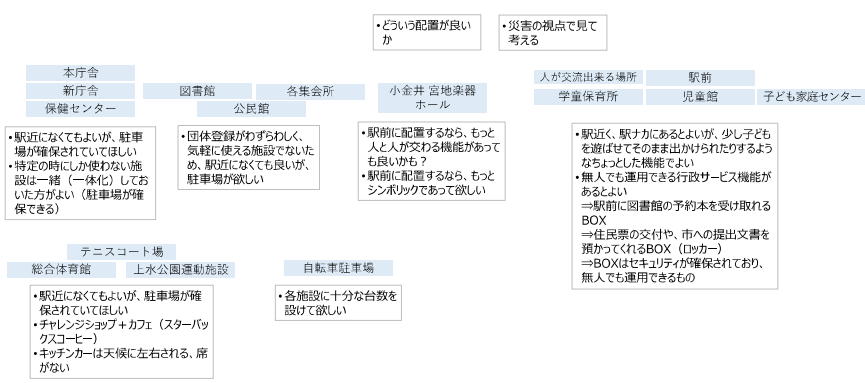 ・どういう配置が良い
か
・災害の視点で見て
考える
本庁舎
新庁舎
保健センター
・駅近になくてもよいが、駐車
場が確保されていてほしい
・特定の時にしか使わない施
設は一緒（一体化）してお
いた方がよい（駐車場が確
保できる）
図書館
各集会所
公民館
・団体登録がわずらわしく、
気軽に使える施設でないた
め、駅近になくても良いが、
駐車場が欲しい
小金井 宮地楽器
ホール
・駅前に配置するなら、もっと
人と人が交わる機能があって
も良いかも？
・駅前に配置するなら、もっと
シンボリックであって欲しい
人が交流出来る場所
駅前
学童保育所
児童館
子ども家庭センター
・駅近く、駅ナカにあるとよいが、少し子ども
を遊ばせてそのまま出かけられたりするよう
なちょっとした機能でよい
・無人でも運用できる行政サービス機能が
あるとよい
⇒駅前に図書館の予約本を受け取れる
BOX
⇒住民票の交付や、市への提出文書を
預かってくれるBOX（ロッカー）
⇒BOXはセキュリティが確保されており、
無人でも運用できるもの
テニスコート場
総合体育館
上水公園運動施設
・駅近になくてもよいが、駐車場が確
保されていてほしい
・チャレンジショップ＋カフェ（スターバッ
クスコーヒー）
・キッチンカーは天候に左右される、席
がない
自転車駐車場
・各施設に十分な台数を
設けて欲しい